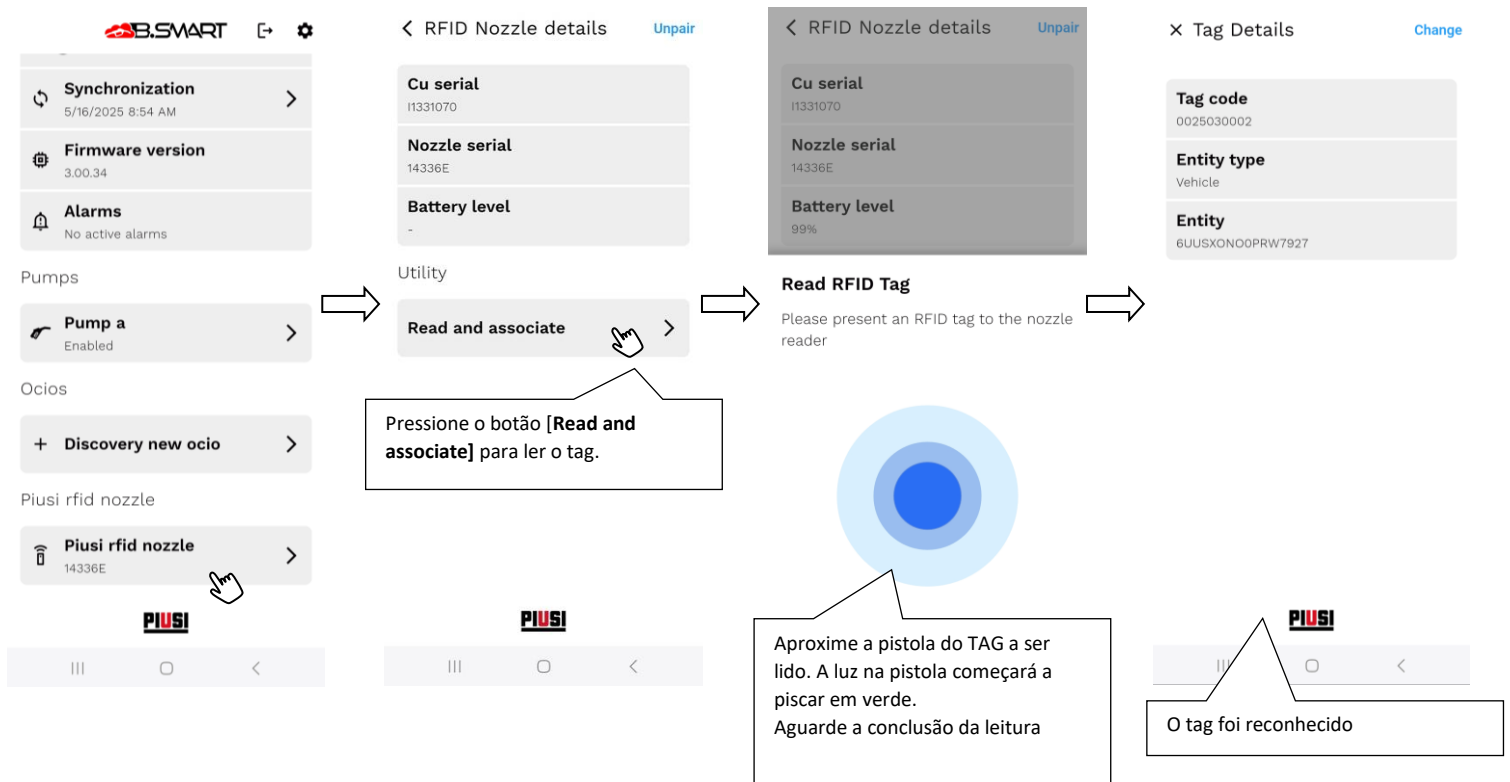 B.SMART
Synchronization
5/16/2025 8:54 AM
Firmware version
3.00.34
Alarms
No active alarms
Pumps
Pump a
Enabled
Ocios
Discovery new ocio
Piusi rfid nozzle
Piusi rfid nozzle
14336E
PIUSI
RFID Nozzle details Unpair
Cu serial
I1331070
Nozzle serial
14336E
Battery level
-
Utility
Read and associate
Pressione o botão [Read and
associate] para ler o tag.
PIUSI
RFID Nozzle details Unpair
Cu serial
I1331070
Nozzle serial
14336E
Battery level
99%
Read RFID Tag
Please present an RFID tag to the nozzle
reader
Aproxime a pistola do TAG a ser
lido. A luz na pistola começará a
piscar em verde.
Aguarde a conclusão da leitura
Tag Details Change
Tag code
0025030002
Entity type
Vehicle
Entity
6UUSXONO0PRW7927
PIUSI
O tag foi reconhecido